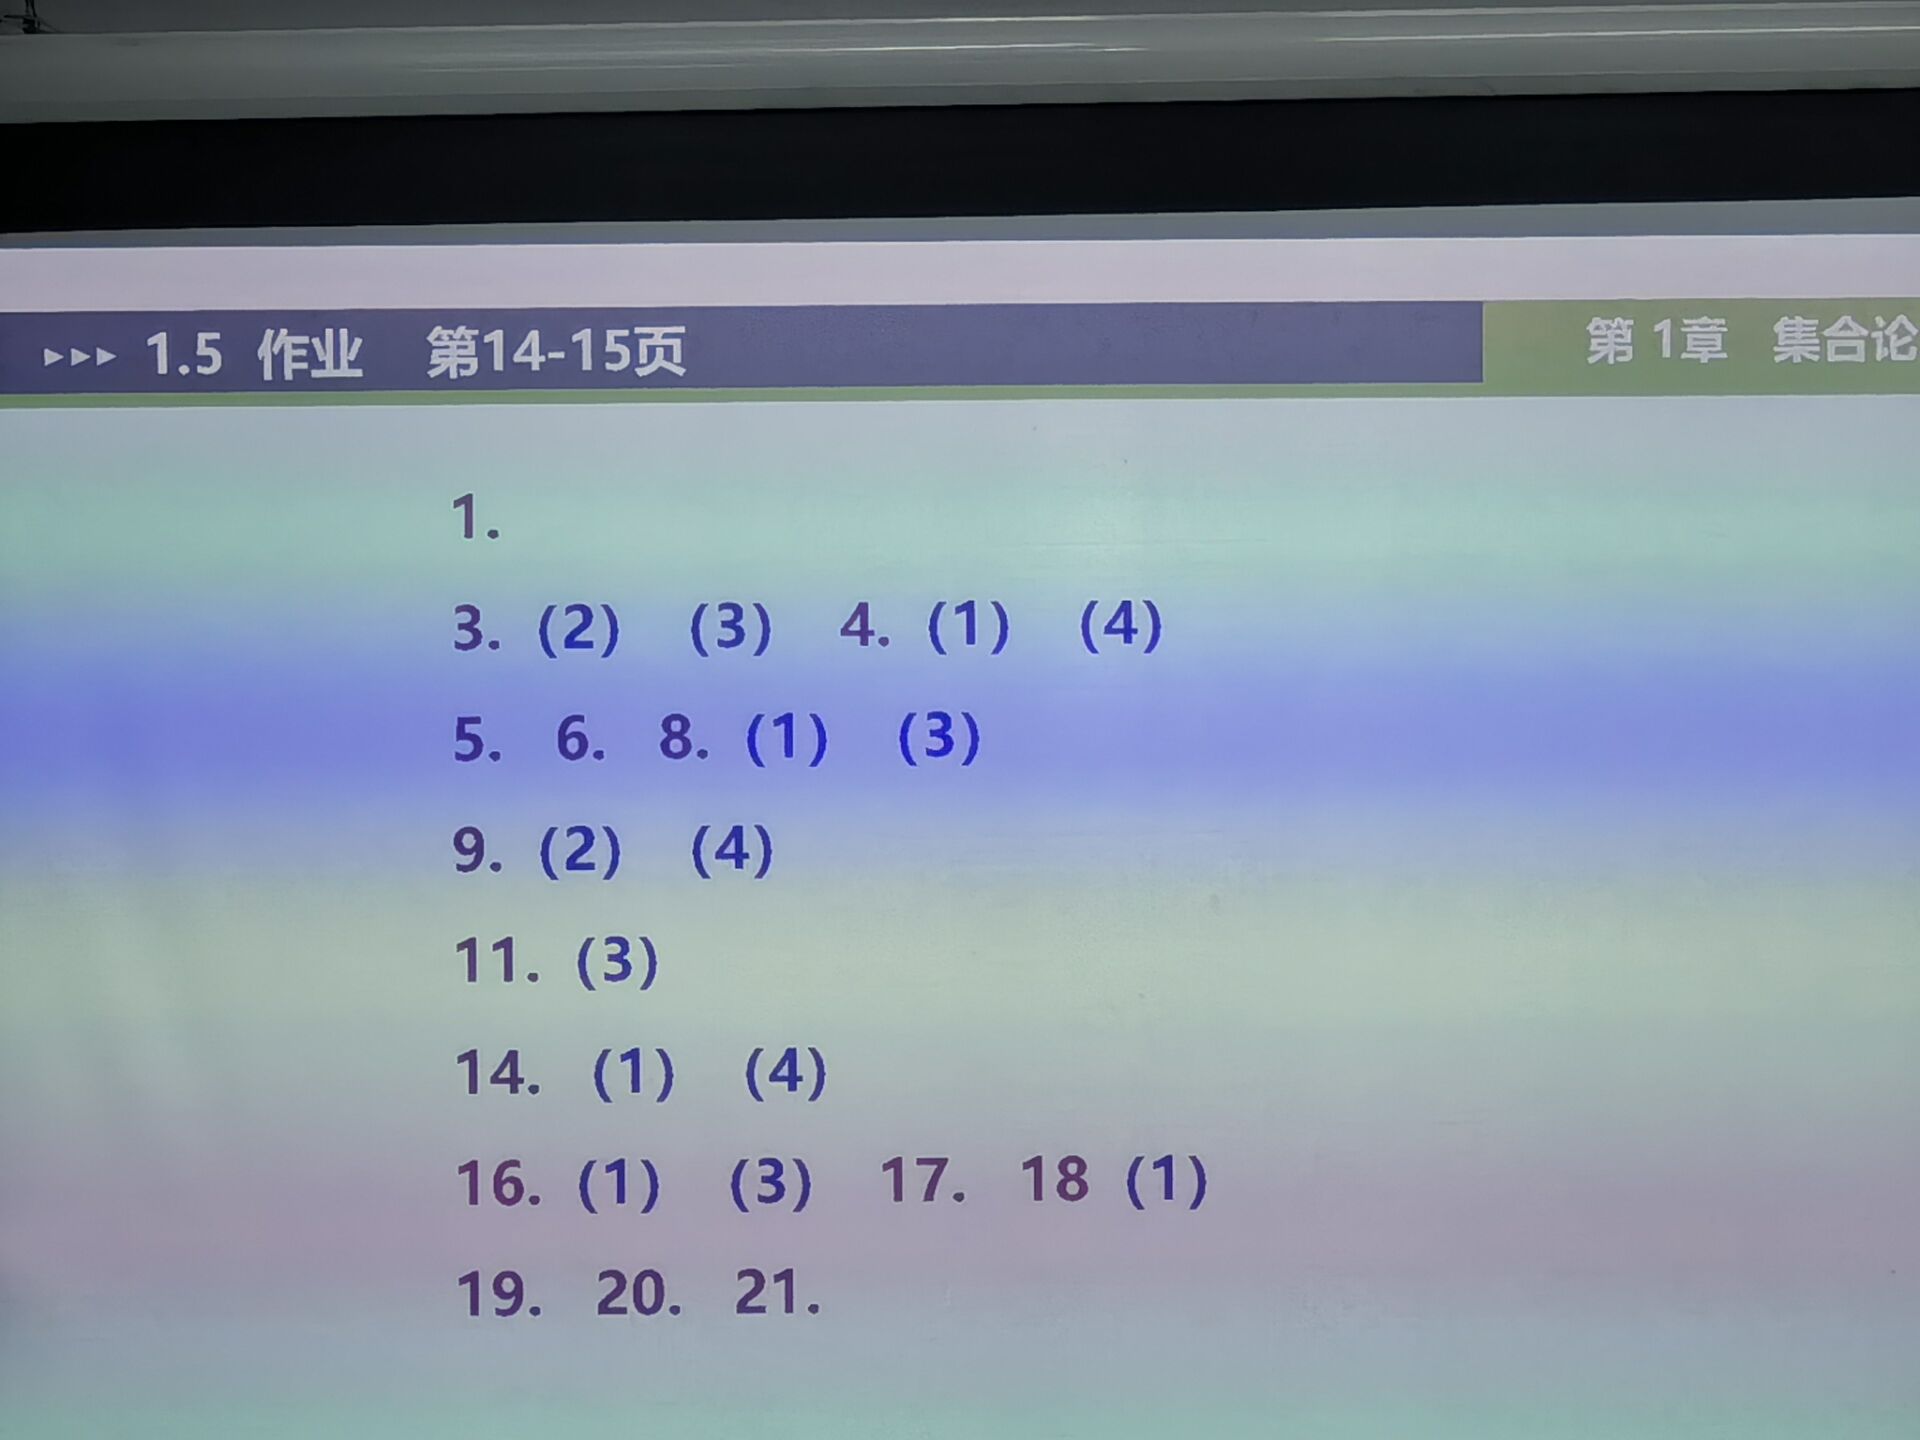 ▸▸▸ 1.5 作业 第14-15页
第 1章 集合论
1.
3. (2) (3) 4. (1) (4)
5. 6. 8. (1) (3)
9. (2) (4)
11. (3)
14. (1) (4)
16. (1) (3) 17. 18 (1)
19. 20. 21.